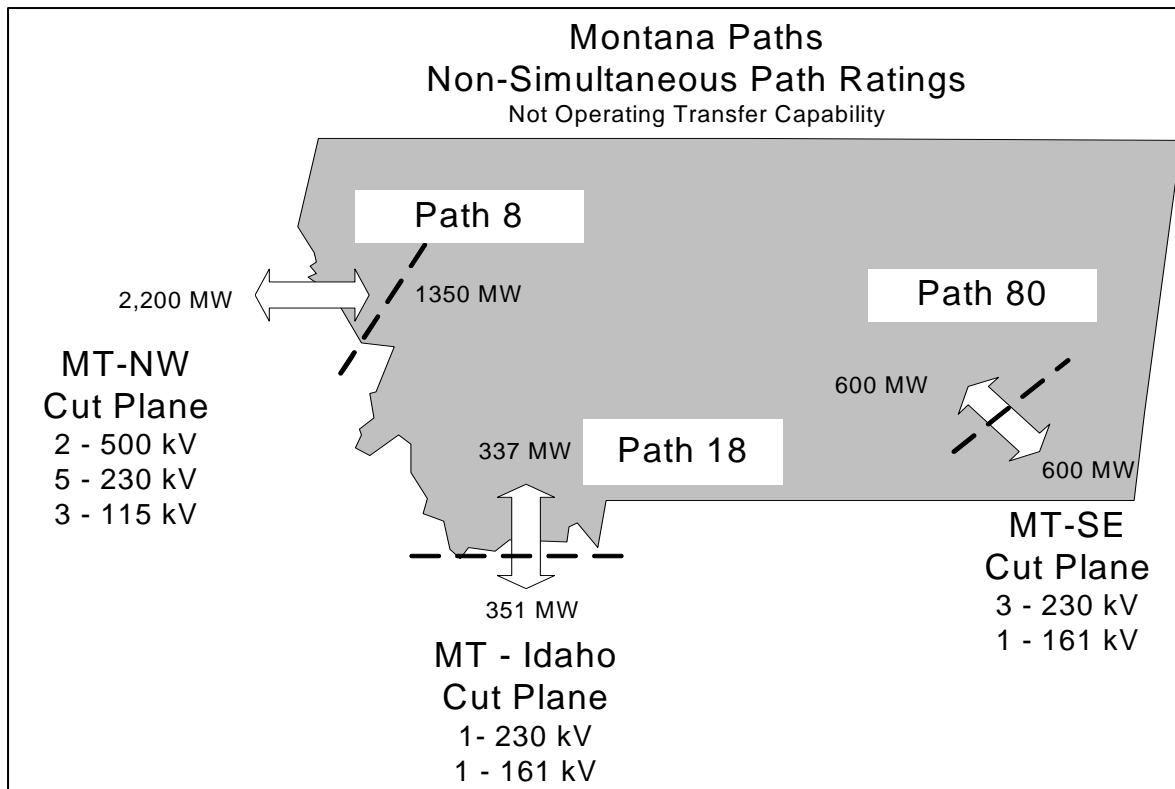 Montana Paths
Non-Simultaneous Path Ratings
Not Operating Transfer Capability
Path 8
2,200 MW
1350 MW
MT-NW
Cut Plane
2 - 500 kV
5 - 230 kV
3 - 115 kV
Path 80
600 MW
600 MW
MT-SE
Cut Plane
3 - 230 kV
1 - 161 kV
337 MW
Path 18
351 MW
MT - Idaho
Cut Plane
1- 230 kV
1 - 161 kV